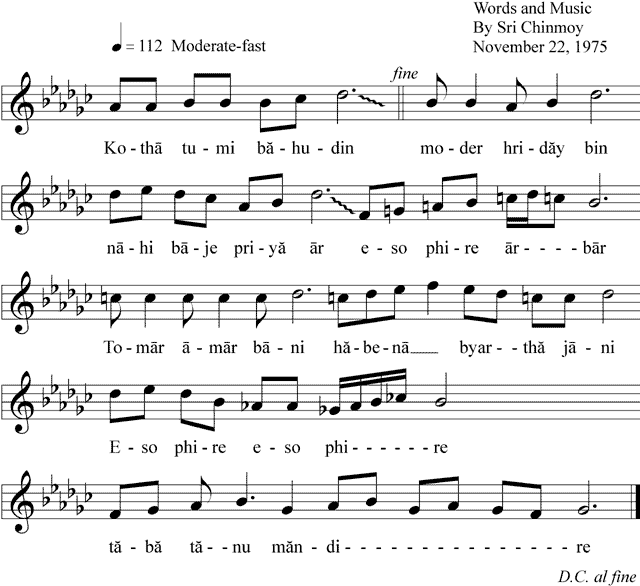 Words and Music
By Sri Chinmoy
♩ = 112 Moderate-fast November 22, 1975
fine
Ko - thā tu - mi bă - hu - din mo - der hri - dăy bin
nā - hi bā - je pri - yă ār e - so phi - re ār - - - - bār
To - mār ā - mār bā - ni hă - be - nā____ byar - - thă jā - ni
E - so phi - re e - so phi - - - - - - re
tă - bă tă - nu măn - di - - - - - - - - - - - - - - - - - re
D.C. al fine